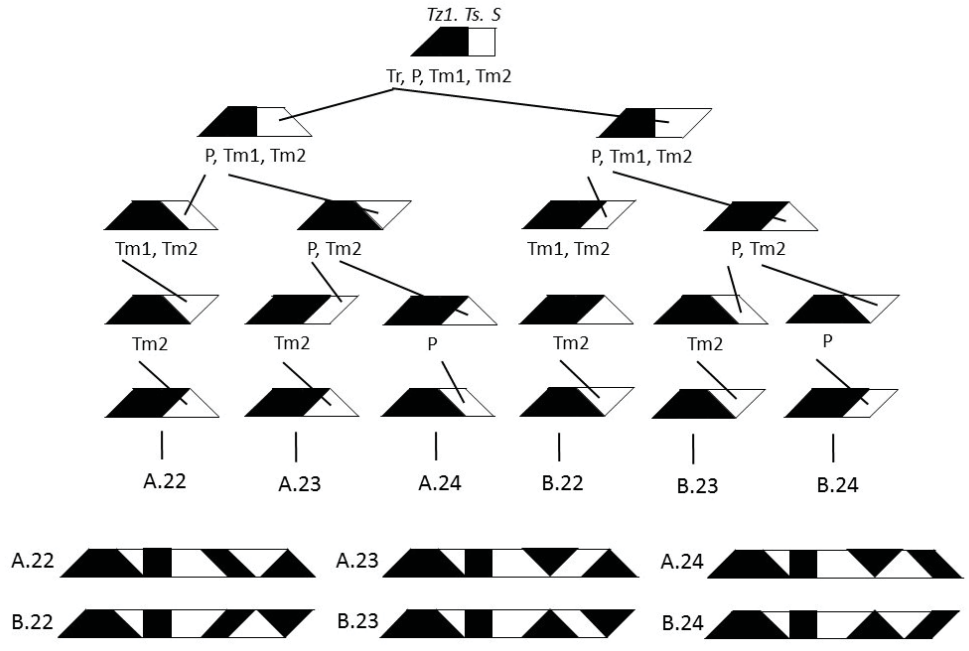 Tz1. Ts. S
Tr, P, Tm1, Tm2
P, Tm1, Tm2
P, Tm1, Tm2
Tm1, Tm2
P, Tm2
Tm1, Tm2
P, Tm2
Tm2
Tm2
P
Tm2
Tm2
P
A.22
A.23
A.24
B.22
B.23
B.24
A.22
A.23
A.24
B.22
B.23
B.24